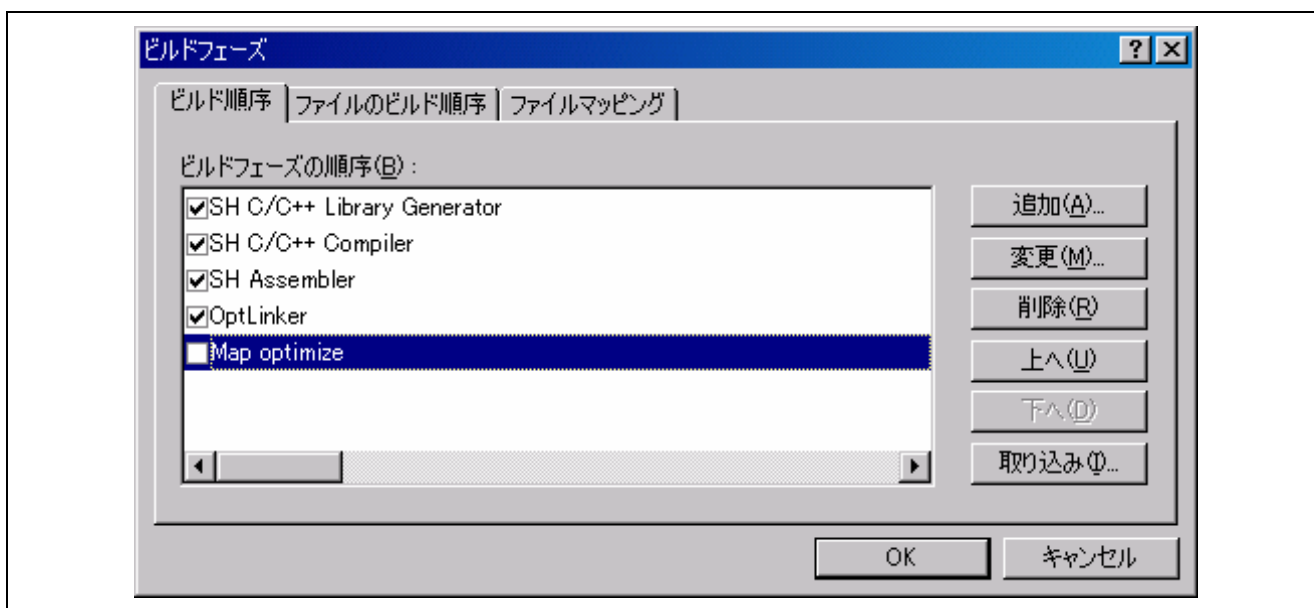 ビルドフェーズ
ビルド順序 ファイルのビルド順序 ファイルマッピング
ビルドフェーズの順序(B) :
SH C/C++ Library Generator
SH C/C++ Compiler
SH Assembler
OptLinker
Map optimize
追加(A)...
変更(M)...
削除(R)
上へ(U)
下へ(D)
取り込み(I)...
OK
キャンセル